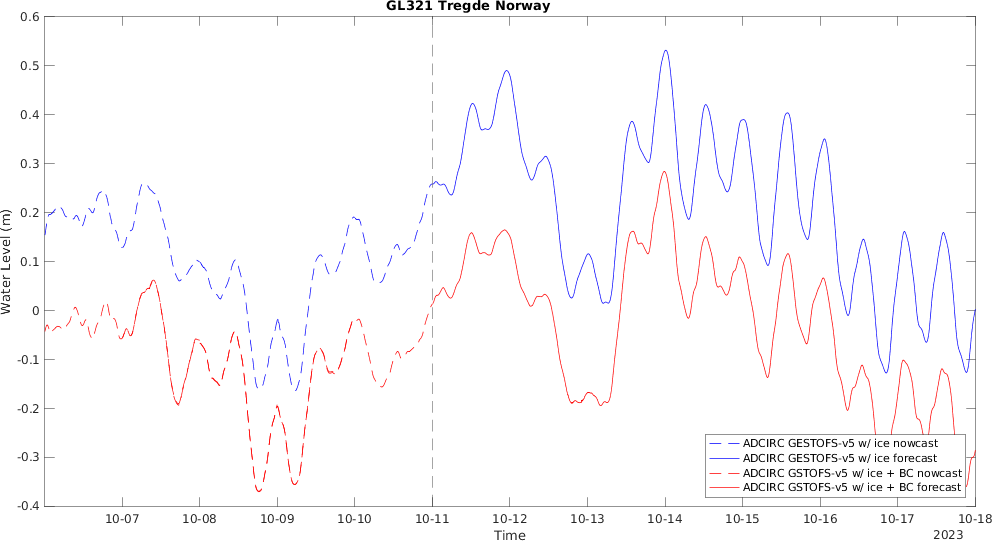 GL321 Tregde Norway
0.6
0.5
0.4
0.3
0.2
0.1
0
-0.1
-0.2
-0.3
-0.4
Water Level (m)
ADCIRC GESTOFS-v5 w/ ice nowcast
ADCIRC GESTOFS-v5 w/ ice forecast
ADCIRC GSTOFS-v5 w/ ice + BC nowcast
ADCIRC GSTOFS-v5 w/ ice + BC forecast
10-07 10-08 10-09 10-10 10-11 10-12 10-13 10-14 10-15 10-16 10-17 10-18
Time
2023